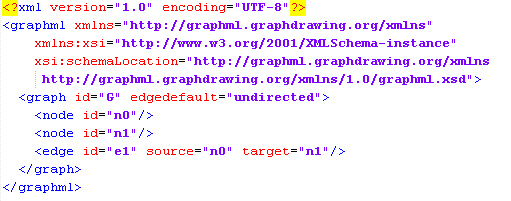 <?xml version="1.0" encoding="UTF-8"?>
<graphml xmlns="http://graphml.graphdrawing.org/xmlns"
    xmlns:xsi="http://www.w3.org/2001/XMLSchema-instance"
    xsi:schemaLocation="http://graphml.graphdrawing.org/xmlns
     http://graphml.graphdrawing.org/xmlns/1.0/graphml.xsd">
  <graph id="G" edgedefault="undirected">
    <node id="n0"/>
    <node id="n1"/>
    <edge id="e1" source="n0" target="n1"/>
  </graph>
</graphml>